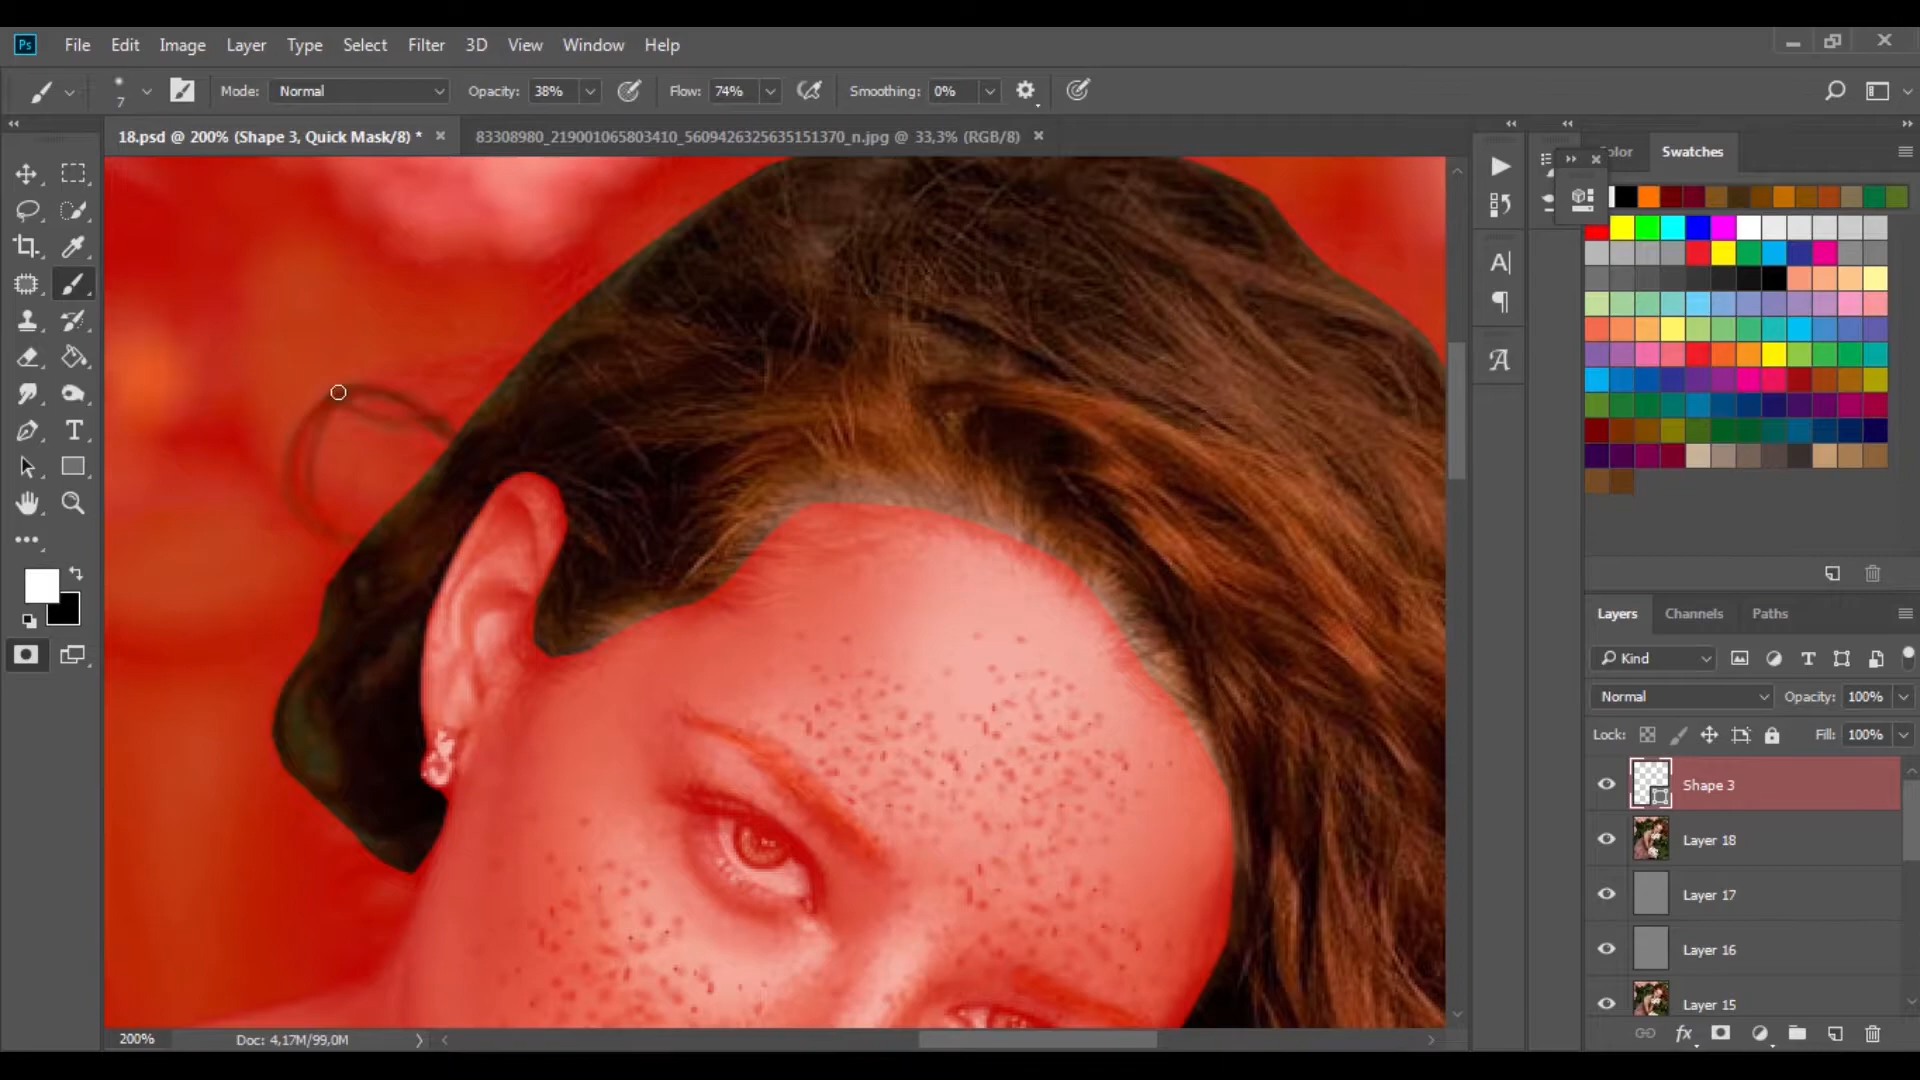 Ps File Edit Image Layer Type Select Filter 3D View Window Help
7 Mode: Normal Opacity: 38% Flow: 74% Smoothing: 0%
18.psd @ 200% (Shape 3, Quick Mask/8) * 83308980_219001065803410_5609426325635151370_n.jpg @ 33,3% (RGB/8)
olor Swatches
Layers Channels Paths
Kind
Normal Opacity: 100%
Lock: Fill: 100%
Shape 3
Layer 18
Layer 17
Layer 16
Layer 15
200% Doc: 4,17M/99,0M